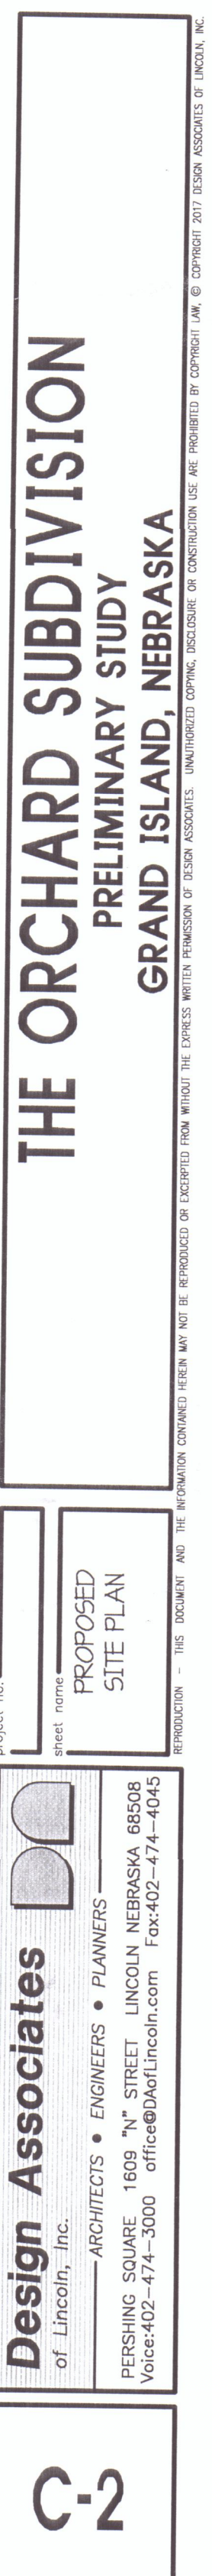 THE ORCHARD SUBDIVISION
PRELIMINARY STUDY
GRAND ISLAND, NEBRASKA
REPRODUCTION – THIS DOCUMENT AND THE INFORMATION CONTAINED HEREIN MAY NOT BE REPRODUCED OR EXCERPTED FROM WITHOUT THE EXPRESS WRITTEN PERMISSION OF DESIGN ASSOCIATES. UNAUTHORIZED COPYING, DISCLOSURE OR CONSTRUCTION USE ARE PROHIBITED BY COPYRIGHT LAW, © COPYRIGHT 2017 DESIGN ASSOCIATES OF LINCOLN, INC.
project no.
sheet name
PROPOSED
SITE PLAN
Design Associates
of Lincoln, Inc.
ARCHITECTS • ENGINEERS • PLANNERS
PERSHING SQUARE 1609 "N" STREET LINCOLN NEBRASKA 68508
Voice:402-474-3000 office@DAofLincoln.com Fax:402-474-4045
C-2